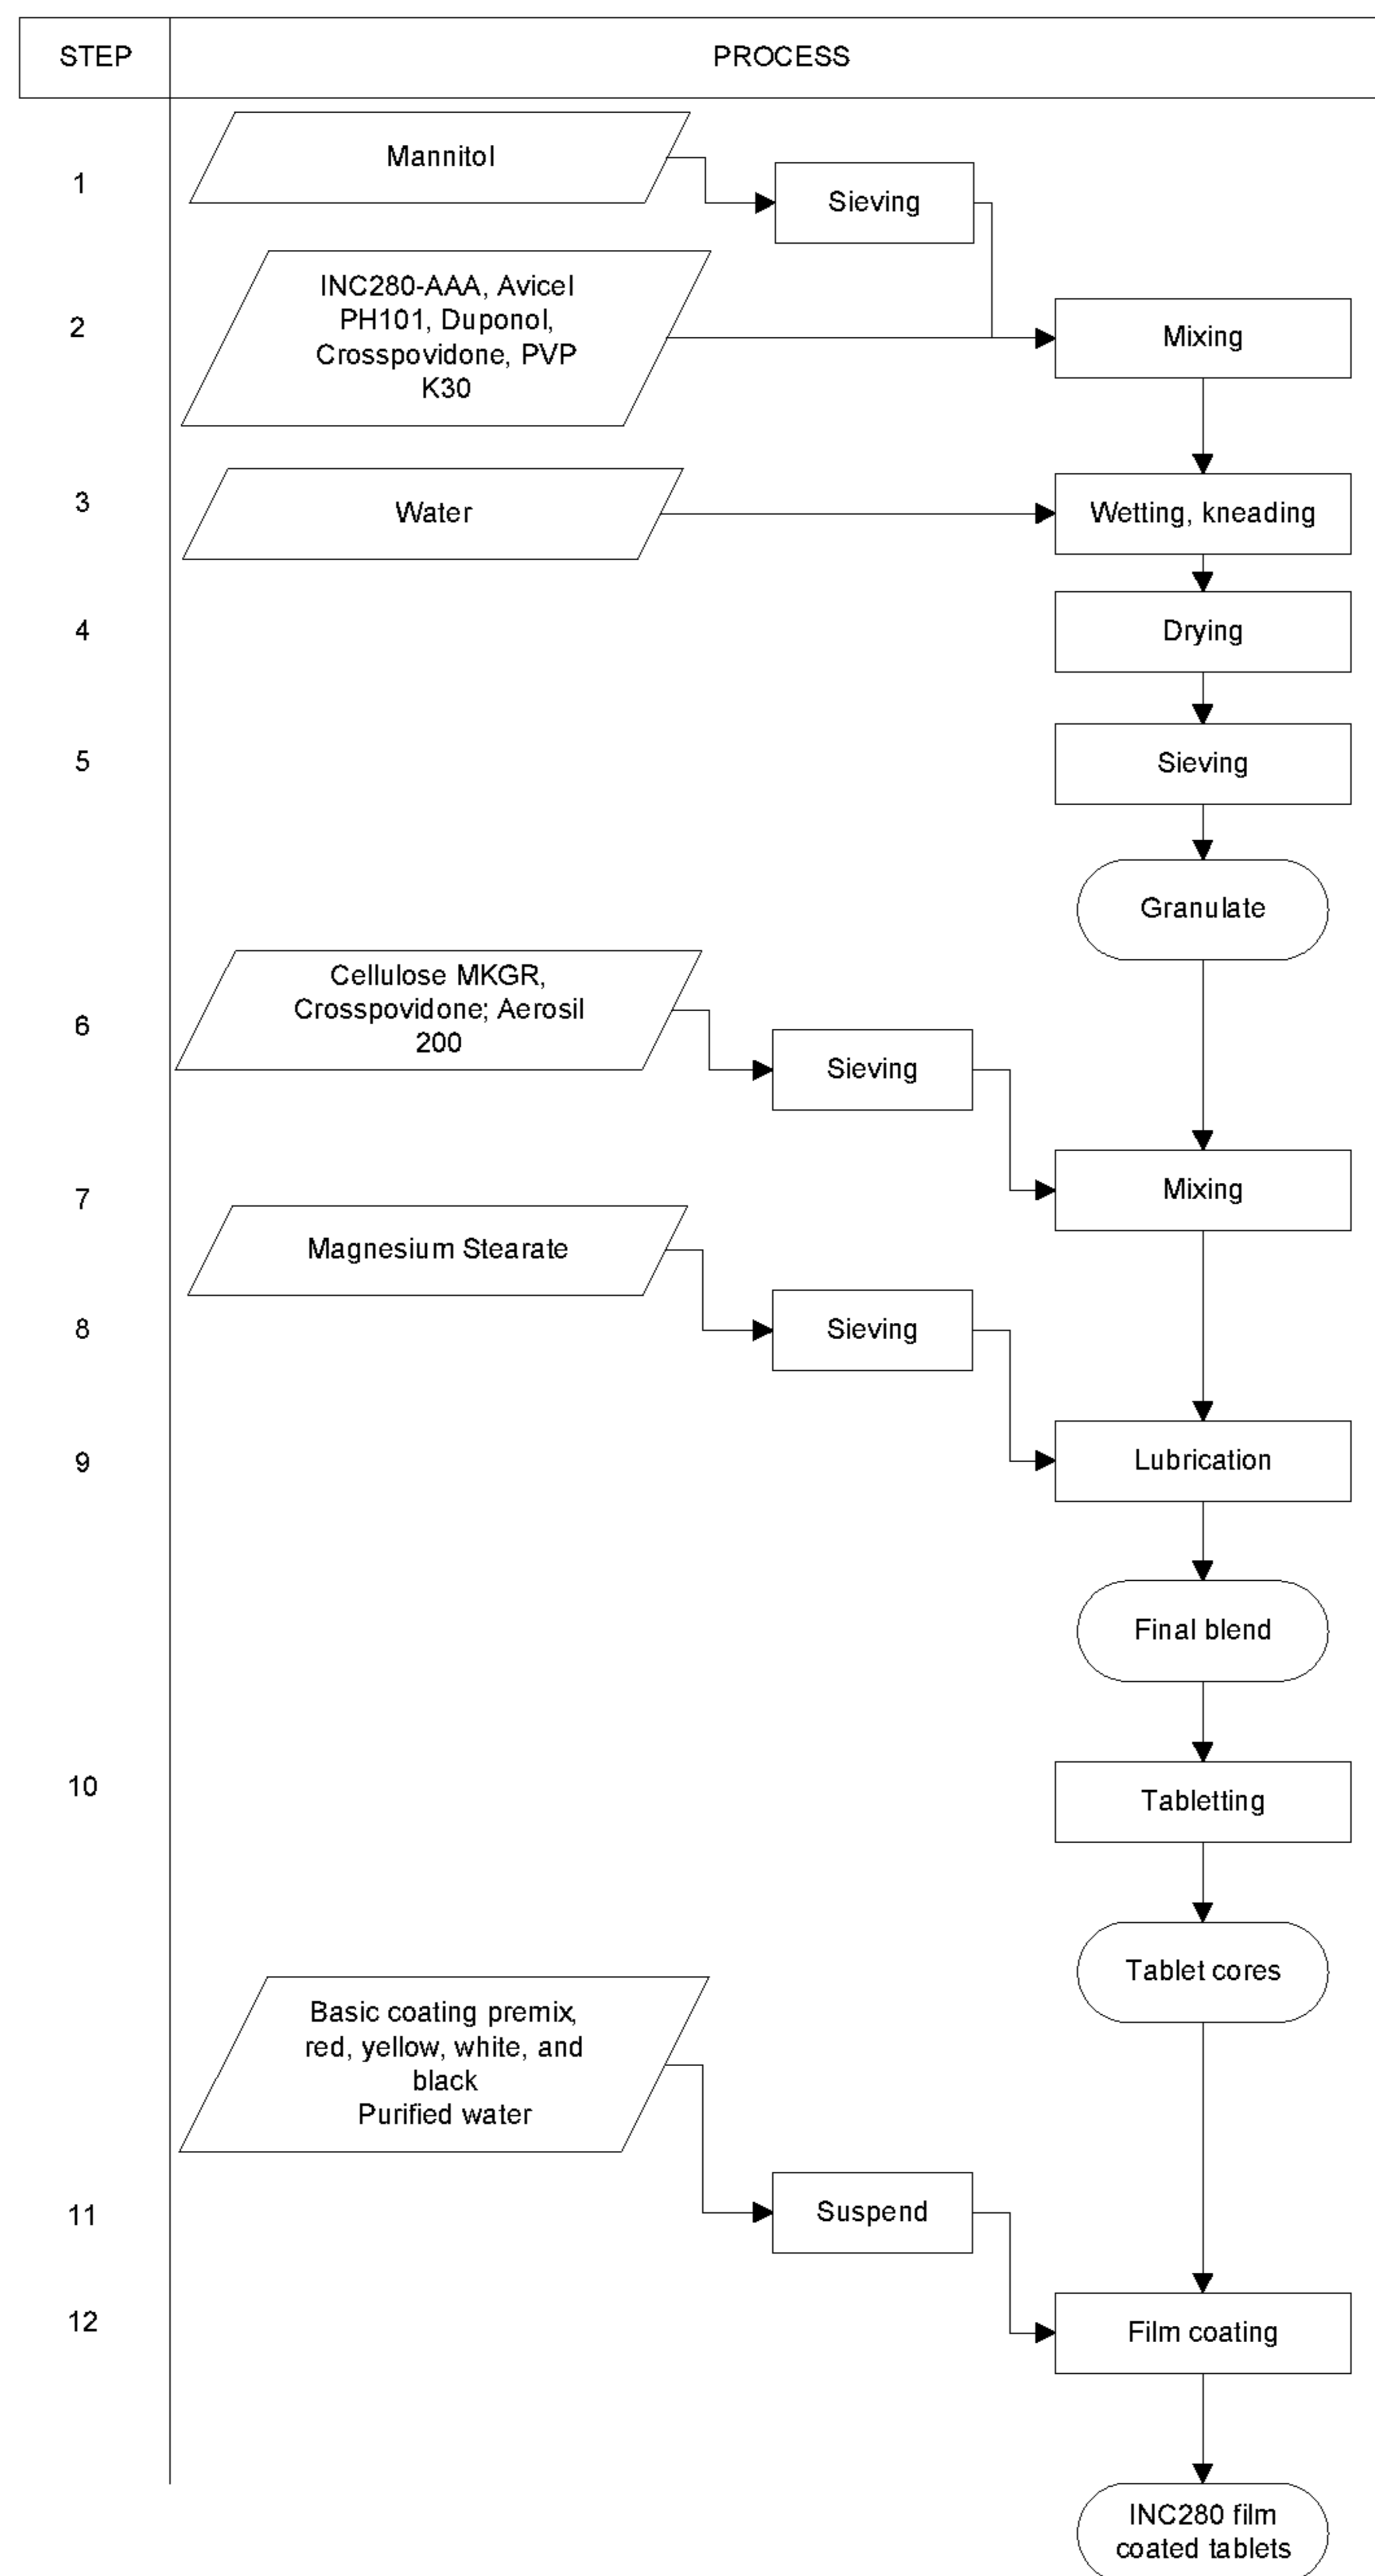 STEP
PROCESS
1
Mannitol
Sieving
2
INC280-AAA, Avicel
PH101, Duponol,
Crosspovidone, PVP
K30
Mixing
3
Water
Wetting, kneading
4
Drying
5
Sieving
Granulate
6
Cellulose MKGR,
Crosspovidone; Aerosil
200
Sieving
7
Mixing
Magnesium Stearate
8
Sieving
9
Lubrication
Final blend
10
Tabletting
Tablet cores
Basic coating premix,
red, yellow, white, and
black
Purified water
11
Suspend
12
Film coating
INC280 film
coated tablets